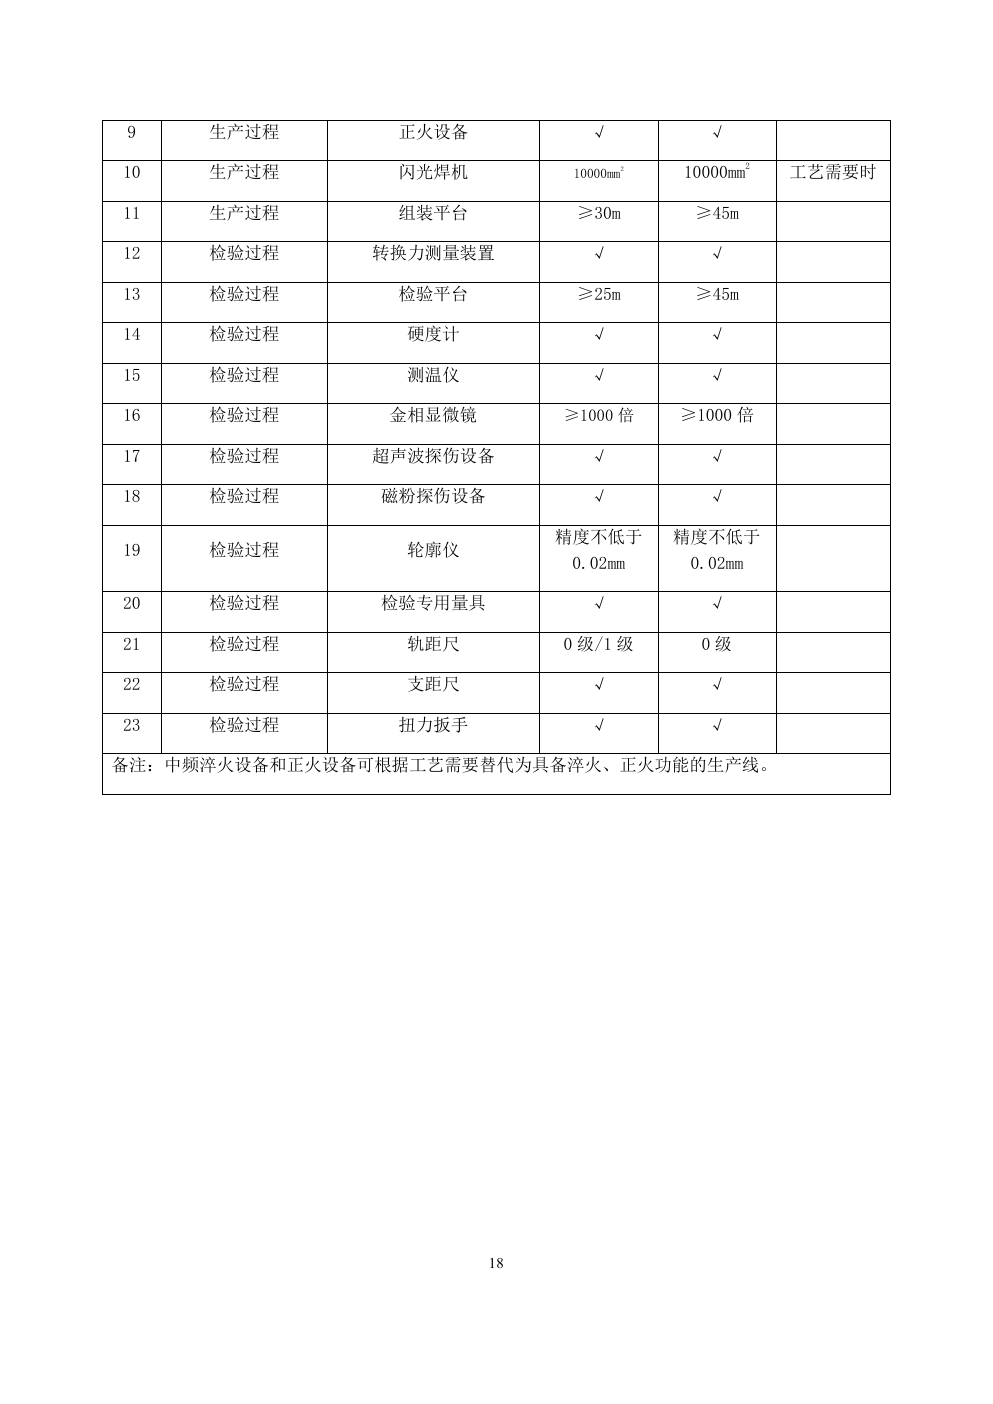 9 生产过程 正火设备 √ √
10 生产过程 闪光焊机 10000mm² 10000mm² 工艺需要时
11 生产过程 组装平台 ≥30m ≥45m
12 检验过程 转换力测量装置 √ √
13 检验过程 检验平台 ≥25m ≥45m
14 检验过程 硬度计 √ √
15 检验过程 测温仪 √ √
16 检验过程 金相显微镜 ≥1000 倍 ≥1000 倍
17 检验过程 超声波探伤设备 √ √
18 检验过程 磁粉探伤设备 √ √
19 检验过程 轮廓仪 精度不低于 精度不低于
0.02mm 0.02mm
20 检验过程 检验专用量具 √ √
21 检验过程 轨距尺 0 级/1 级 0 级
22 检验过程 支距尺 √ √
23 检验过程 扭力扳手 √ √
备注：中频淬火设备和正火设备可根据工艺需要替代为具备淬火、正火功能的生产线。
18